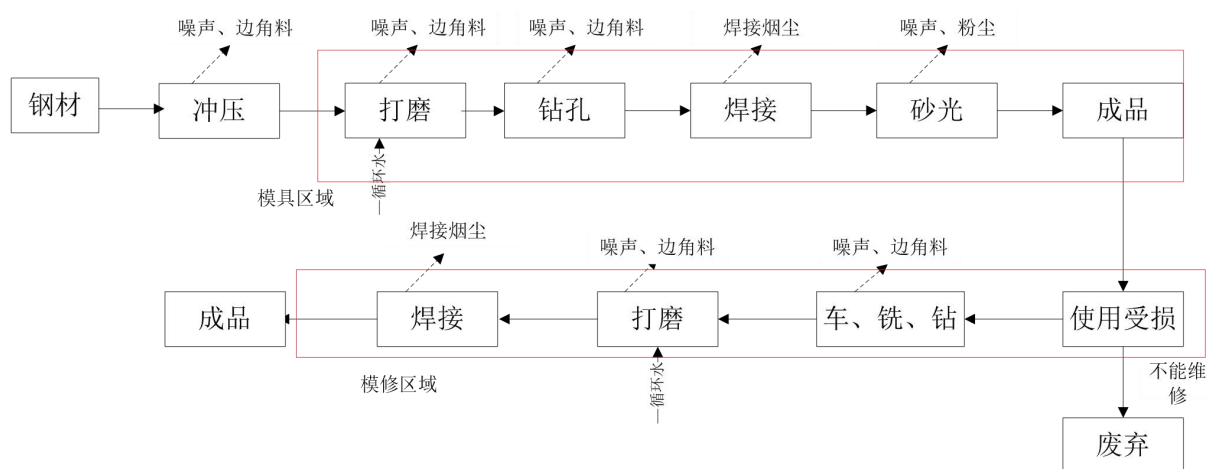 噪声、边角料
噪声、边角料
噪声、边角料
焊接烟尘
噪声、粉尘
钢材
冲压
打磨
钻孔
焊接
砂光
成品
循环水
模具区域
焊接烟尘
噪声、边角料
噪声、边角料
成品
焊接
打磨
车、铣、钻
使用受损
模修区域
循环水
不能维
修
废弃